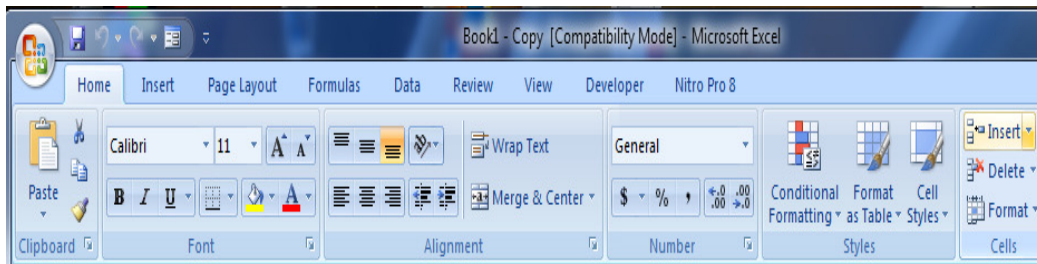 Book1 - Copy [Compatibility Mode] - Microsoft Excel
Home Insert Page Layout Formulas Data Review View Developer Nitro Pro 8
Paste
Clipboard
Calibri 11 A A
B I U A
Font
Wrap Text
Merge & Center
Alignment
General
$ % , .0 .00 .00 .0
Number
Conditional Formatting
Format as Table
Cell Styles
Styles
Insert
Delete
Format
Cells